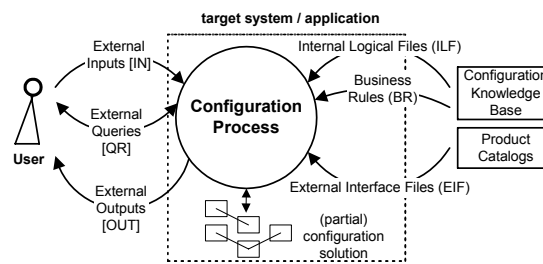 target system / application
External
Inputs [IN]
Internal Logical Files (ILF)
Business
Rules (BR)
Configuration
Knowledge
Base
Configuration
Process
External
Queries
[QR]
User
Product
Catalogs
External
Outputs
[OUT]
External Interface Files (EIF)
(partial)
configuration
solution